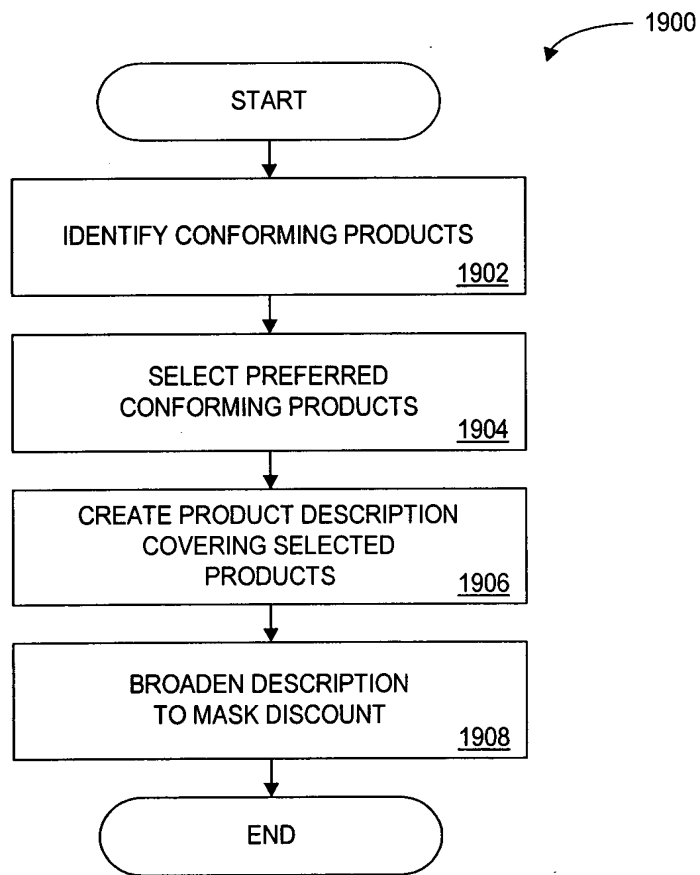 1900
START
IDENTIFY CONFORMING PRODUCTS
1902
SELECT PREFERRED
CONFORMING PRODUCTS
1904
CREATE PRODUCT DESCRIPTION
COVERING SELECTED
PRODUCTS
1906
BROADEN DESCRIPTION
TO MASK DISCOUNT
1908
END